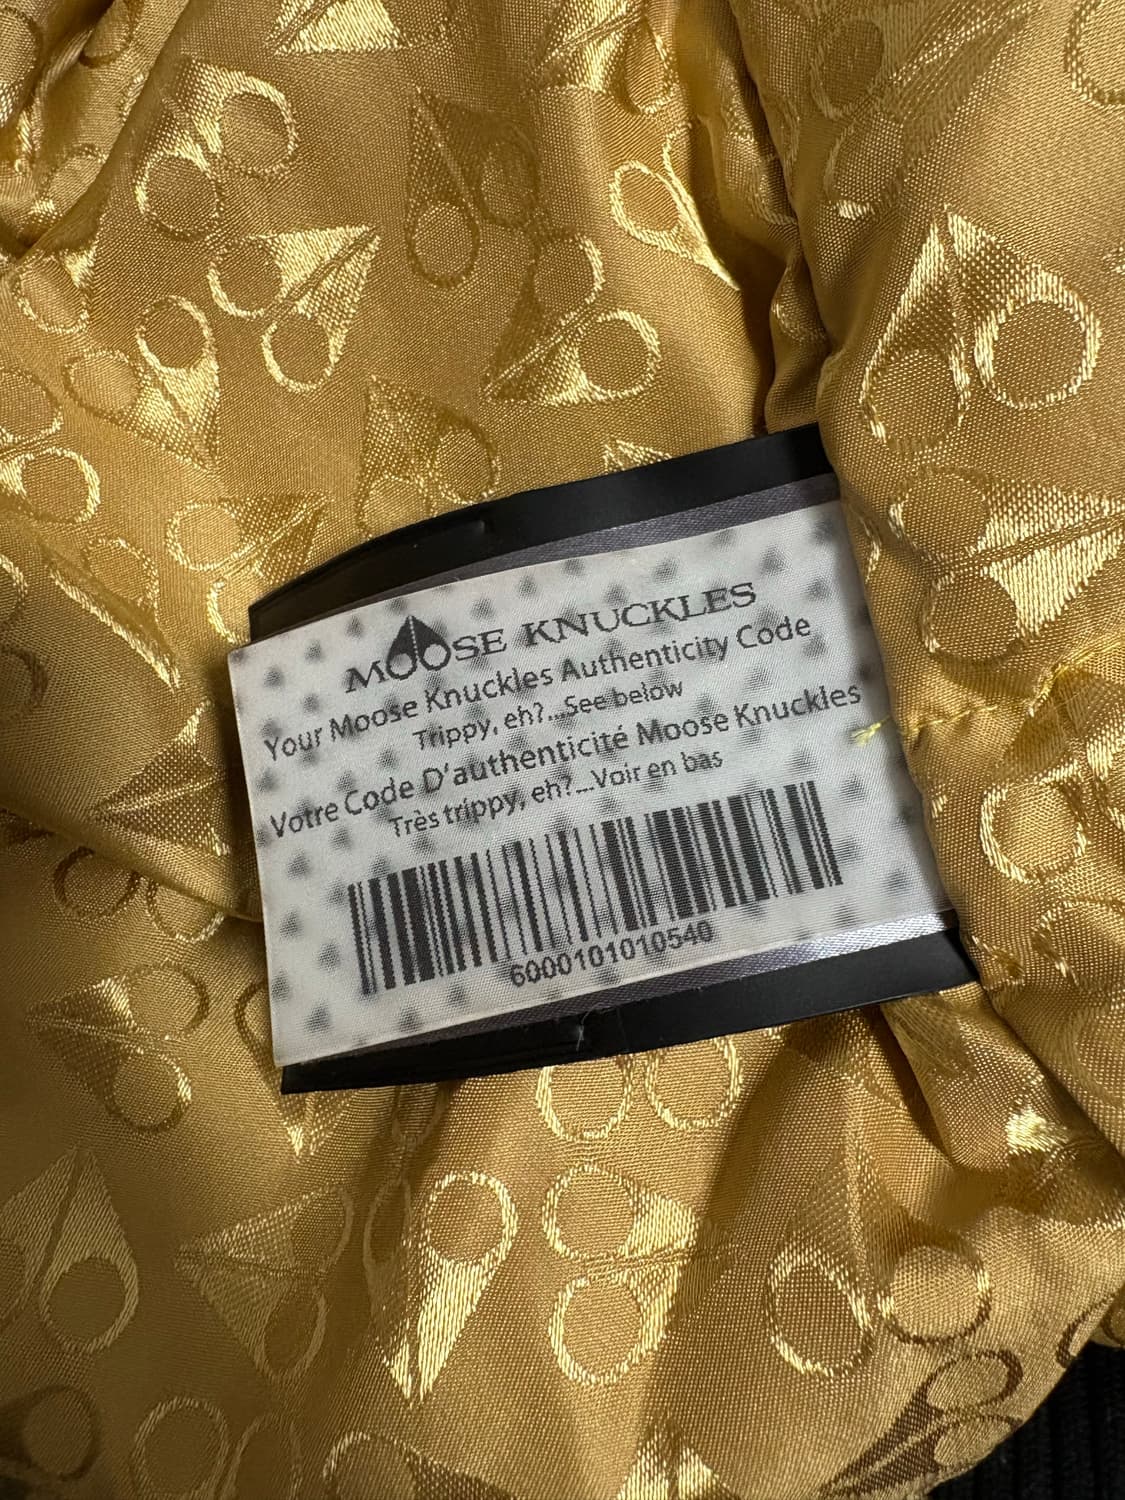 MOOSE KNUCKLES
Your Moose Knuckles Authenticity Code
Trippy, eh?...See below
Votre Code D'authenticité Moose Knuckles
Très trippy, eh?...Voir en bas
6000101010540